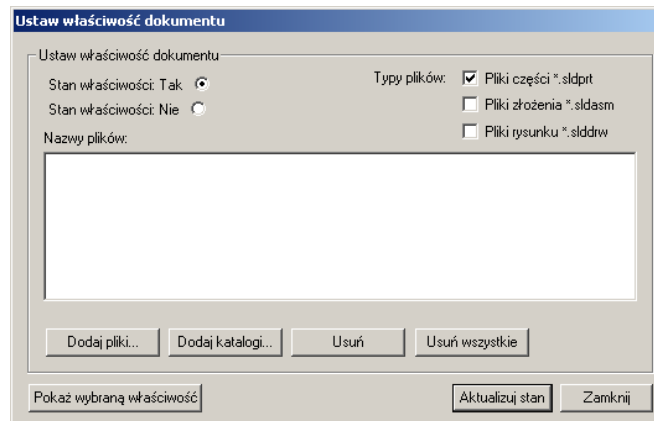 Ustaw właściwość dokumentu
Ustaw właściwość dokumentu
Stan właściwości: Tak
Stan właściwości: Nie
Typy plików:
Pliki części *.sldprt
Pliki złożenia *.sldasm
Pliki rysunku *.slddrw
Nazwy plików:
Dodaj pliki... Dodaj katalogi... Usuń Usuń wszystkie
Pokaż wybraną właściwość Aktualizuj stan Zamknij